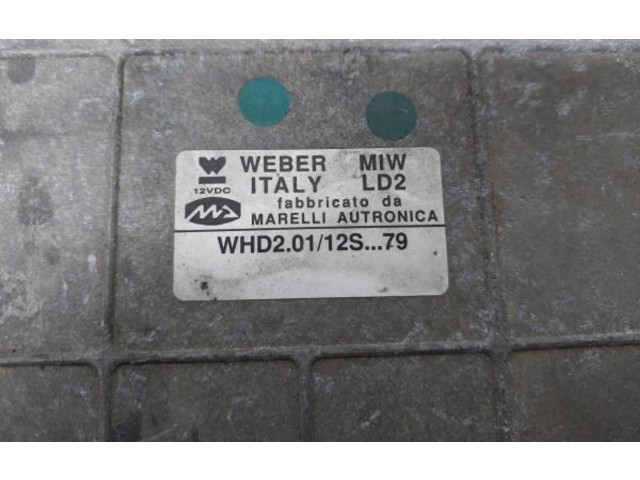 WEBER MIW
12VDC ITALY LD2
fabbricato da
MARELLI AUTRONICA
WHD2.01/12S...79